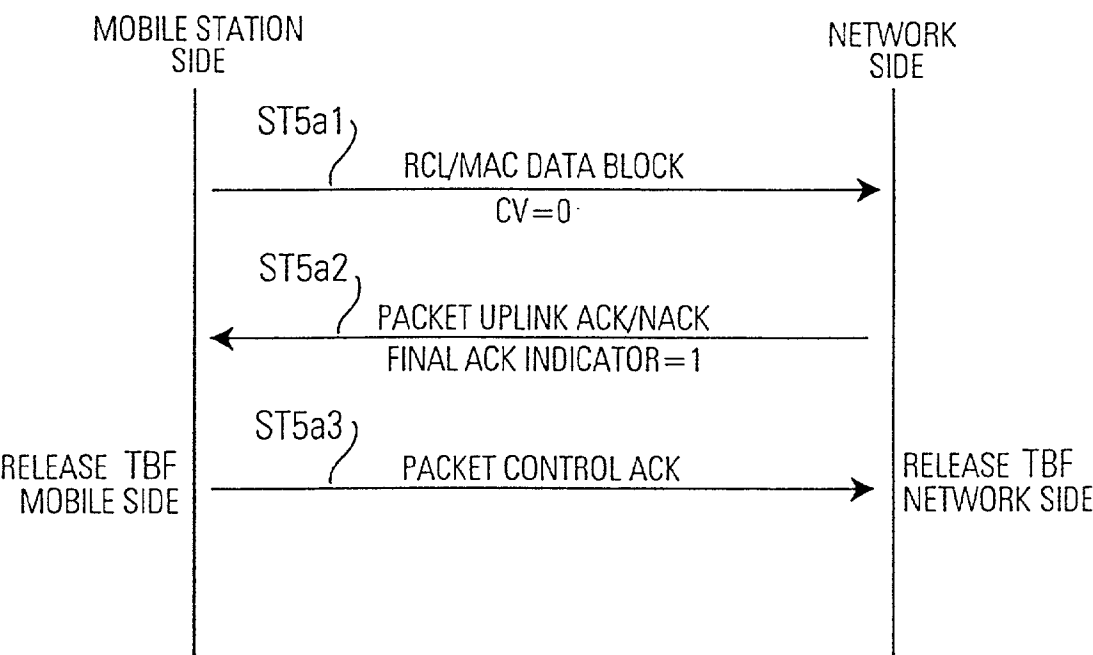 MOBILE STATION
SIDE
NETWORK
SIDE
ST5a1
RCL/MAC DATA BLOCK
CV=0
ST5a2
PACKET UPLINK ACK/NACK
FINAL ACK INDICATOR=1
ST5a3
PACKET CONTROL ACK
RELEASE TBF
MOBILE SIDE
RELEASE TBF
NETWORK SIDE